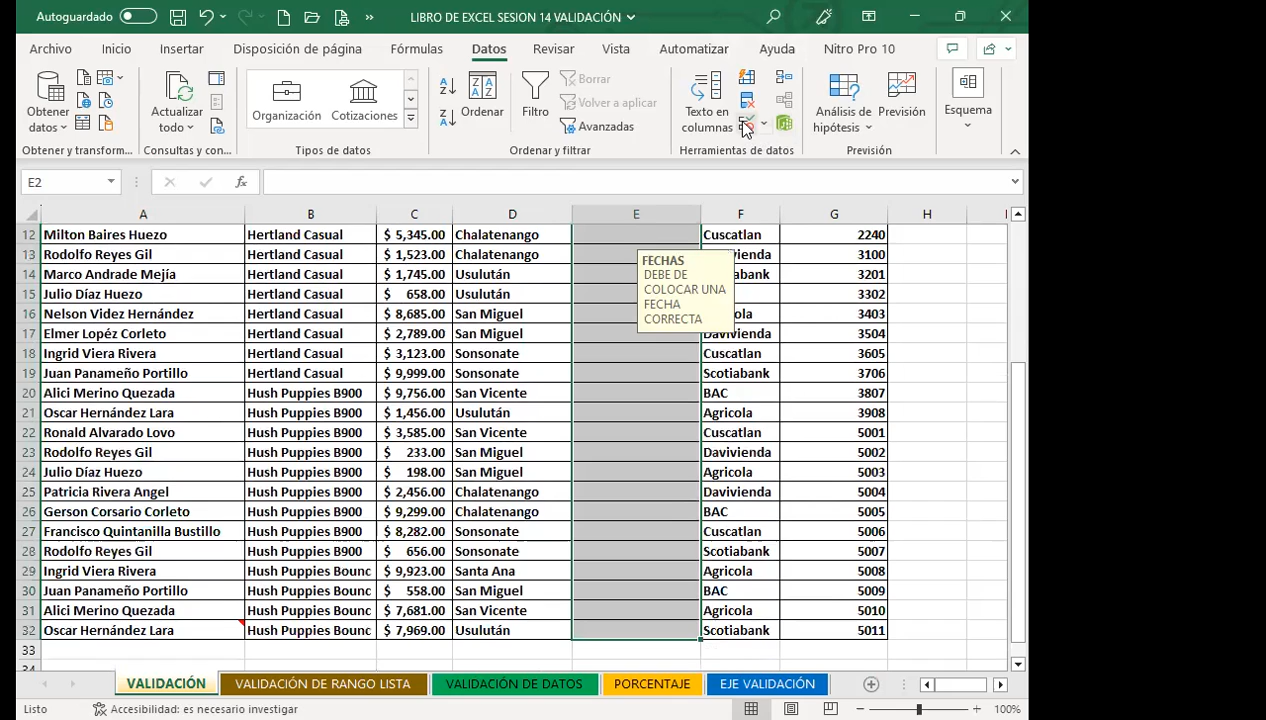 Autoguardado
LIBRO DE EXCEL SESION 14 VALIDACIÓN
Archivo Inicio Insertar Disposición de página Fórmulas Datos Revisar Vista Automatizar Ayuda Nitro Pro 10
Obtener datos
Obtener y transform...
Actualizar todo
Consultas y con...
Organización Cotizaciones
Tipos de datos
Ordenar
Filtro
Borrar
Volver a aplicar
Avanzadas
Ordenar y filtrar
Texto en columnas
Herramientas de datos
Análisis de hipótesis
Previsión
Previsión
Esquema
E2
A B C D E F G H I
12 Milton Baires Huezo Hertland Casual $ 5,345.00 Chalatenango Cuscatlan 2240
13 Rodolfo Reyes Gil Hertland Casual $ 1,523.00 Chalatenango vienda 3100
14 Marco Andrade Mejía Hertland Casual $ 1,745.00 Usulután abank 3201
15 Julio Díaz Huezo Hertland Casual $ 658.00 Usulután 3302
16 Nelson Videz Hernández Hertland Casual $ 8,685.00 San Miguel ola 3403
17 Elmer Lopéz Corleto Hertland Casual $ 2,789.00 San Miguel Davivienda 3504
18 Ingrid Viera Rivera Hertland Casual $ 3,123.00 Sonsonate Cuscatlan 3605
19 Juan Panameño Portillo Hertland Casual $ 9,999.00 Sonsonate Scotiabank 3706
20 Alici Merino Quezada Hush Puppies B900 $ 9,756.00 San Vicente BAC 3807
21 Oscar Hernández Lara Hush Puppies B900 $ 1,456.00 Usulután Agricola 3908
22 Ronald Alvarado Lovo Hush Puppies B900 $ 3,585.00 San Vicente Cuscatlan 5001
23 Rodolfo Reyes Gil Hush Puppies B900 $ 233.00 San Miguel Davivienda 5002
24 Julio Díaz Huezo Hush Puppies B900 $ 198.00 San Miguel Agricola 5003
25 Patricia Rivera Angel Hush Puppies B900 $ 2,456.00 Chalatenango Davivienda 5004
26 Gerson Corsario Corleto Hush Puppies B900 $ 9,299.00 Chalatenango BAC 5005
27 Francisco Quintanilla Bustillo Hush Puppies B900 $ 8,282.00 Sonsonate Cuscatlan 5006
28 Rodolfo Reyes Gil Hush Puppies B900 $ 656.00 Sonsonate Scotiabank 5007
29 Ingrid Viera Rivera Hush Puppies Bounc $ 9,923.00 Santa Ana Agricola 5008
30 Juan Panameño Portillo Hush Puppies Bounc $ 558.00 San Miguel BAC 5009
31 Alici Merino Quezada Hush Puppies Bounc $ 7,681.00 San Vicente Agricola 5010
32 Oscar Hernández Lara Hush Puppies Bounc $ 7,969.00 Usulután Scotiabank 5011
33
34
FECHAS
DEBE DE
COLOCAR UNA
FECHA
CORRECTA
VALIDACIÓN VALIDACIÓN DE RANGO LISTA VALIDACIÓN DE DATOS PORCENTAJE EJE VALIDACIÓN
Listo Accesibilidad: es necesario investigar 100%